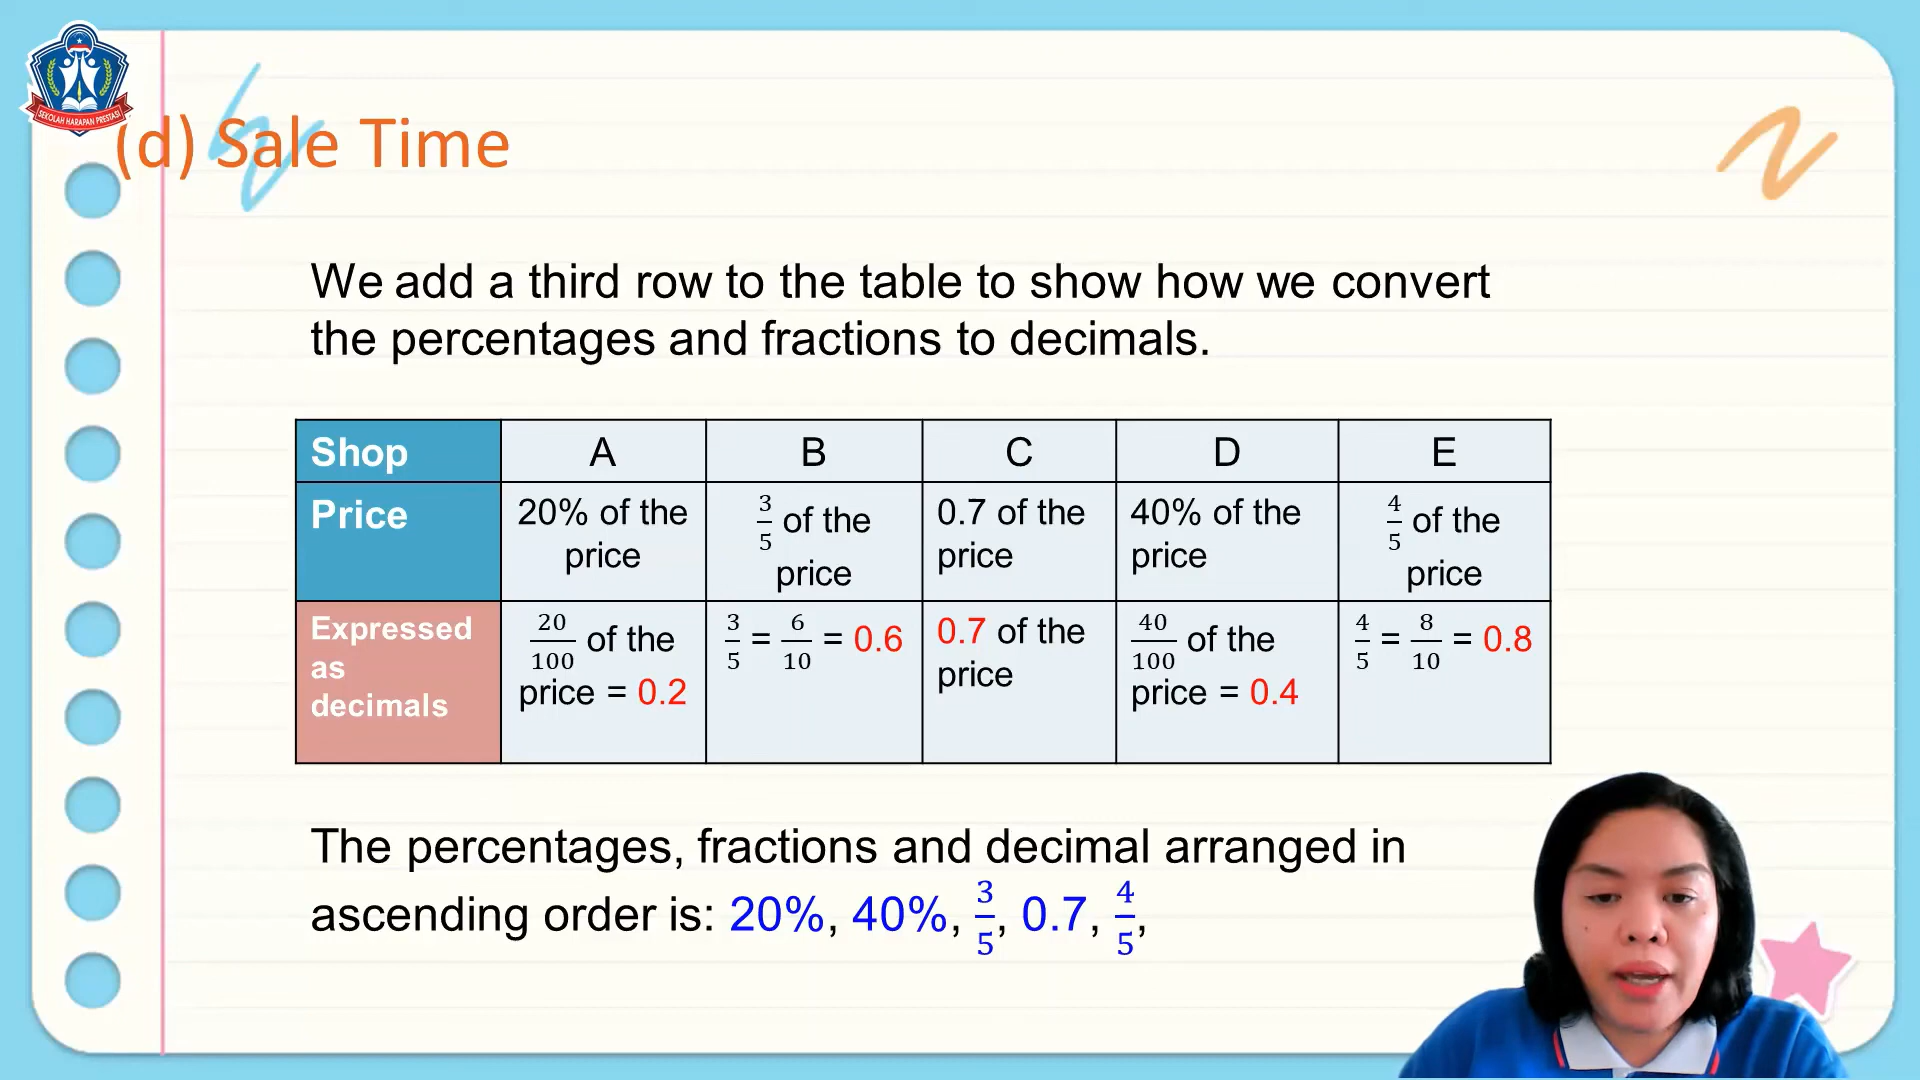 SEKOLAH HARAPAN PRESTASI
(d) Sale Time
We add a third row to the table to show how we convert
the percentages and fractions to decimals.
Shop A B C D E
Price 20% of the price 3/5 of the price 0.7 of the price 40% of the price 4/5 of the price
Expressed as decimals 20/100 of the price = 0.2 3/5 = 6/10 = 0.6 0.7 of the price 40/100 of the price = 0.4 4/5 = 8/10 = 0.8
The percentages, fractions and decimal arranged in
ascending order is: 20%, 40%, 3/5, 0.7, 4/5,